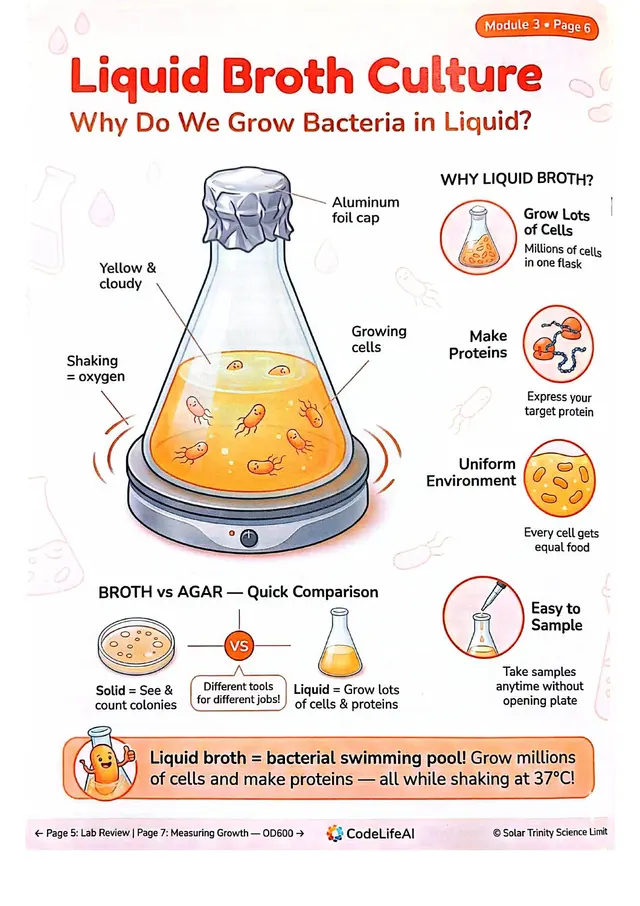 Module 3 • Page 6
Liquid Broth Culture
Why Do We Grow Bacteria in Liquid?
Aluminum
foil cap
Yellow &
cloudy
Growing
cells
Shaking
= oxygen
WHY LIQUID BROTH?
Grow Lots
of Cells
Millions of cells
in one flask
Make
Proteins
Express your
target protein
Uniform
Environment
Every cell gets
equal food
Easy to
Sample
Take samples
anytime without
opening plate
BROTH vs AGAR — Quick Comparison
VS
Solid = See &
count colonies
Different tools
for different jobs!
Liquid = Grow lots
of cells & proteins
Liquid broth = bacterial swimming pool! Grow millions
of cells and make proteins — all while shaking at 37°C!
← Page 5: Lab Review | Page 7: Measuring Growth — OD600 →
CodeLifeAI
© Solar Trinity Science Limit